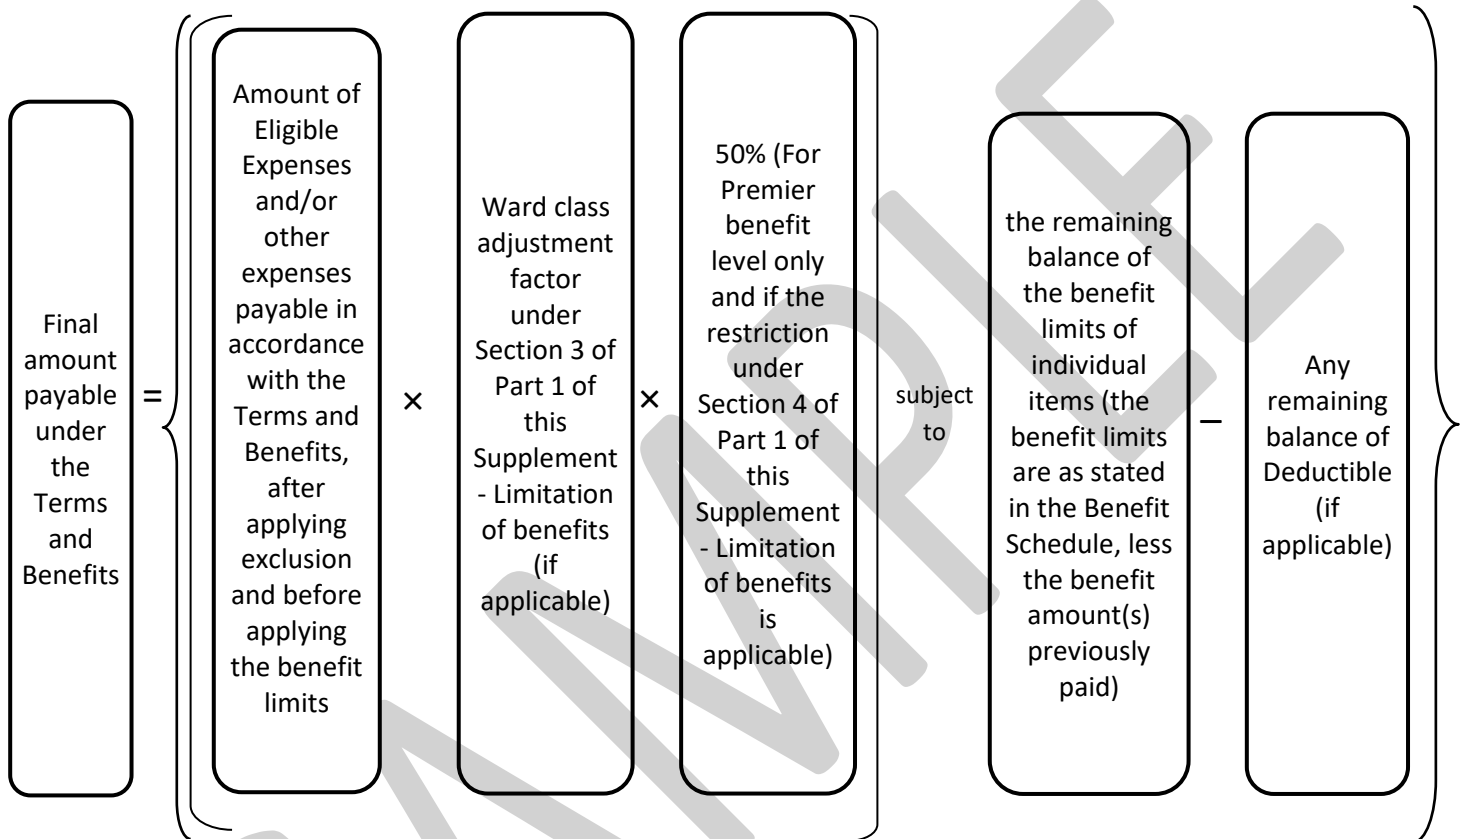 Final
amount
payable
under
the
Terms
and
Benefits
=
Amount of
Eligible
Expenses
and/or
other
expenses
payable in
accordance
with the
Terms and
Benefits,
after
applying
exclusion
and before
applying
the benefit
limits
×
Ward class
adjustment
factor
under
Section 3 of
Part 1 of
this
Supplement
- Limitation
of benefits
(if
applicable)
×
50% (For
Premier
benefit
level only
and if the
restriction
under
Section 4 of
Part 1 of
this
Supplement
- Limitation
of benefits
is
applicable)
subject
to
the remaining
balance of
the benefit
limits of
individual
items (the
benefit limits
are as stated
in the Benefit
Schedule, less
the benefit
amount(s)
previously
paid)
–
Any
remaining
balance of
Deductible
(if
applicable)